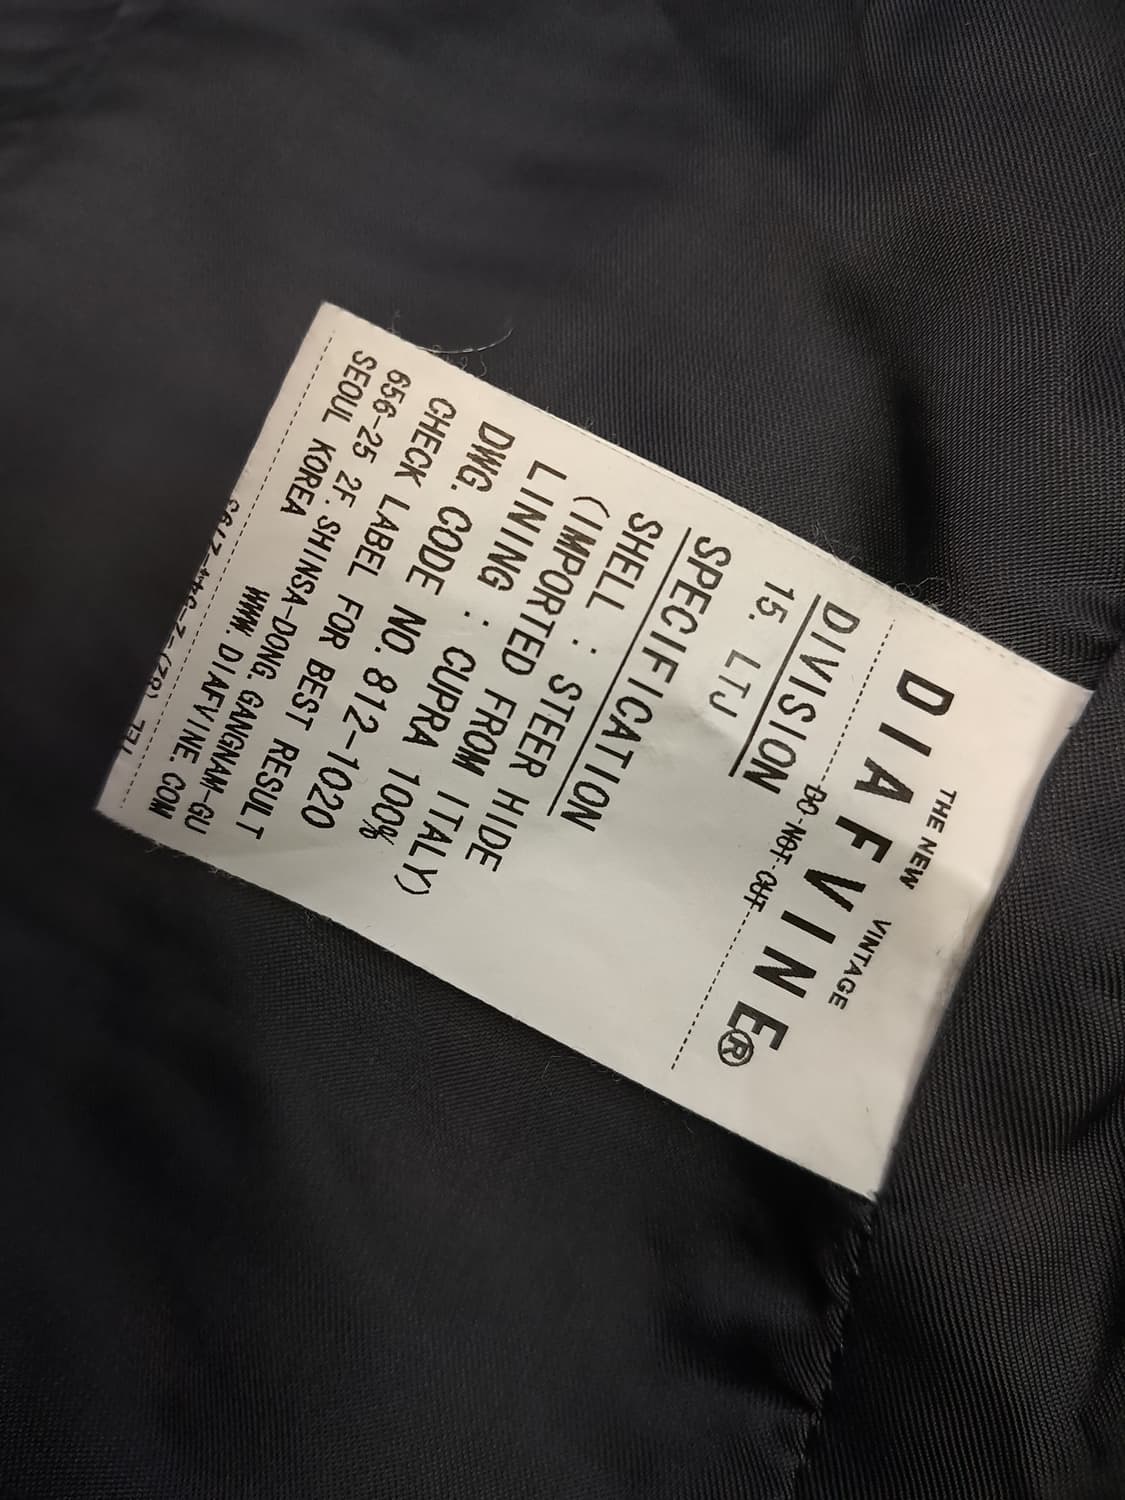 THE NEW VINTAGE
DIAFVINE®
DO NOT CUT
DIVISION
15. LTJ
SPECIFICATION
SHELL : STEER HIDE
(IMPORTED FROM ITALY)
LINING : CUPRA 100%
DWG. CODE NO. 812-1020
CHECK LABEL FOR BEST RESULT
656-25 2F. SHINSA-DONG. GANGNAM-GU
SEOUL KOREA WWW. DIAFVINE. COM